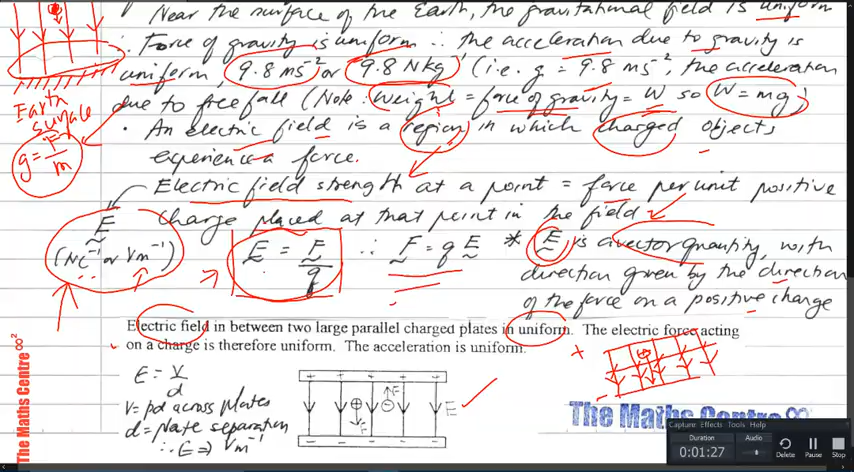 Near the surface of the Earth, the gravitational field is uniform
∴ Force of gravity is uniform ∴ the acceleration due to gravity is
uniform 9.8 ms⁻² or 9.8 N kg⁻¹ (i.e. g = 9.8 ms⁻², the acceleration
due to free fall (Note: Weight = force of gravity = W so W = mg)
Earth
surface
g = F/m
• An electric field is a region in which charged objects
experience a force.
Electric field strength at a point = force per unit positive
charge placed at that point in the field
E
(NC⁻¹ or Vm⁻¹)
E = F/q ∴ F = qE * E is a vector quantity, with
direction given by the direction
of the force on a positive charge
Electric field in between two large parallel charged plates in uniform. The electric force acting
on a charge is therefore uniform. The acceleration is uniform.
E = V/d
V = pd across plates
d = plate separation
∴ E ⇒ Vm⁻¹
+ + + + +
F
F
E
- - - - -
+
-
The Maths Centre ∞²
The Maths Centre ∞
Capture Effects Tools Help
Duration
0:01:27
Audio
Delete
Pause
Stop